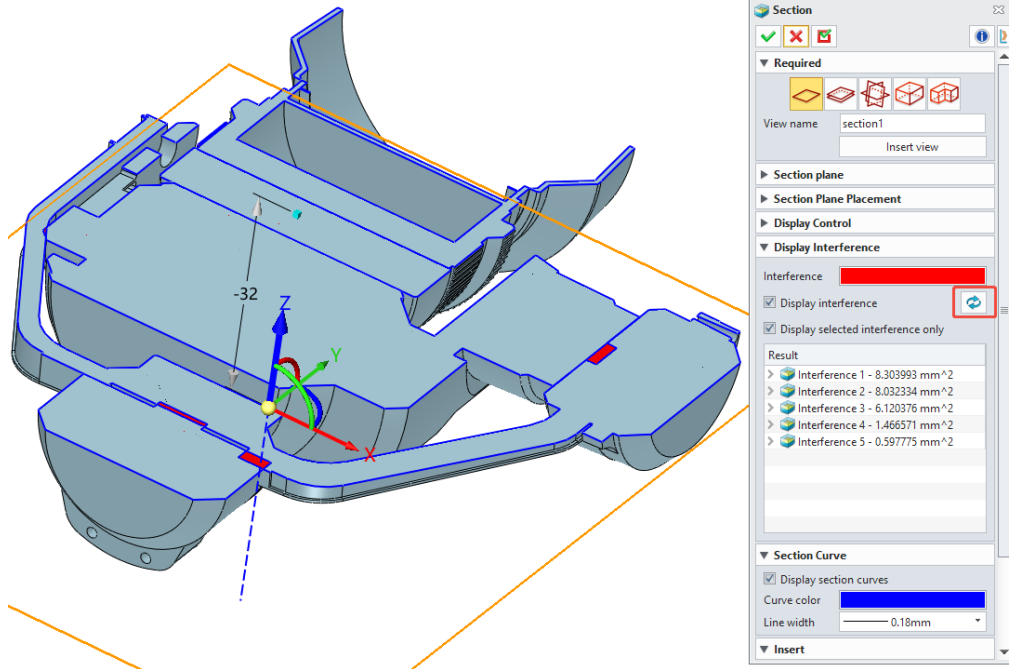 Section
Required
View name
section1
Insert view
Section plane
Section Plane Placement
Display Control
Display Interference
Interference
Display interference
Display selected interference only
Result
Interference 1 - 8.303993 mm^2
Interference 2 - 8.032334 mm^2
Interference 3 - 6.120376 mm^2
Interference 4 - 1.466571 mm^2
Interference 5 - 0.597775 mm^2
Section Curve
Display section curves
Curve color
Line width
0.18mm
Insert
-32
Z
Y
X